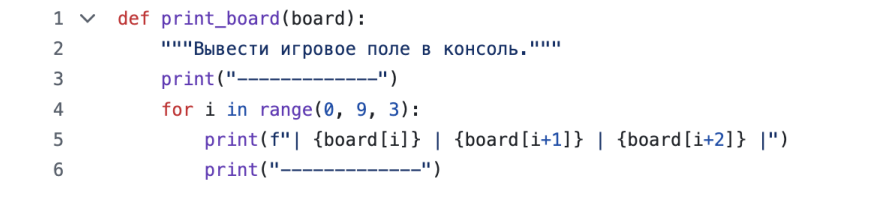 1 def print_board(board):
2 """Вывести игровое поле в консоль."""
3 print("-------------")
4 for i in range(0, 9, 3):
5 print(f"| {board[i]} | {board[i+1]} | {board[i+2]} |")
6 print("-------------")